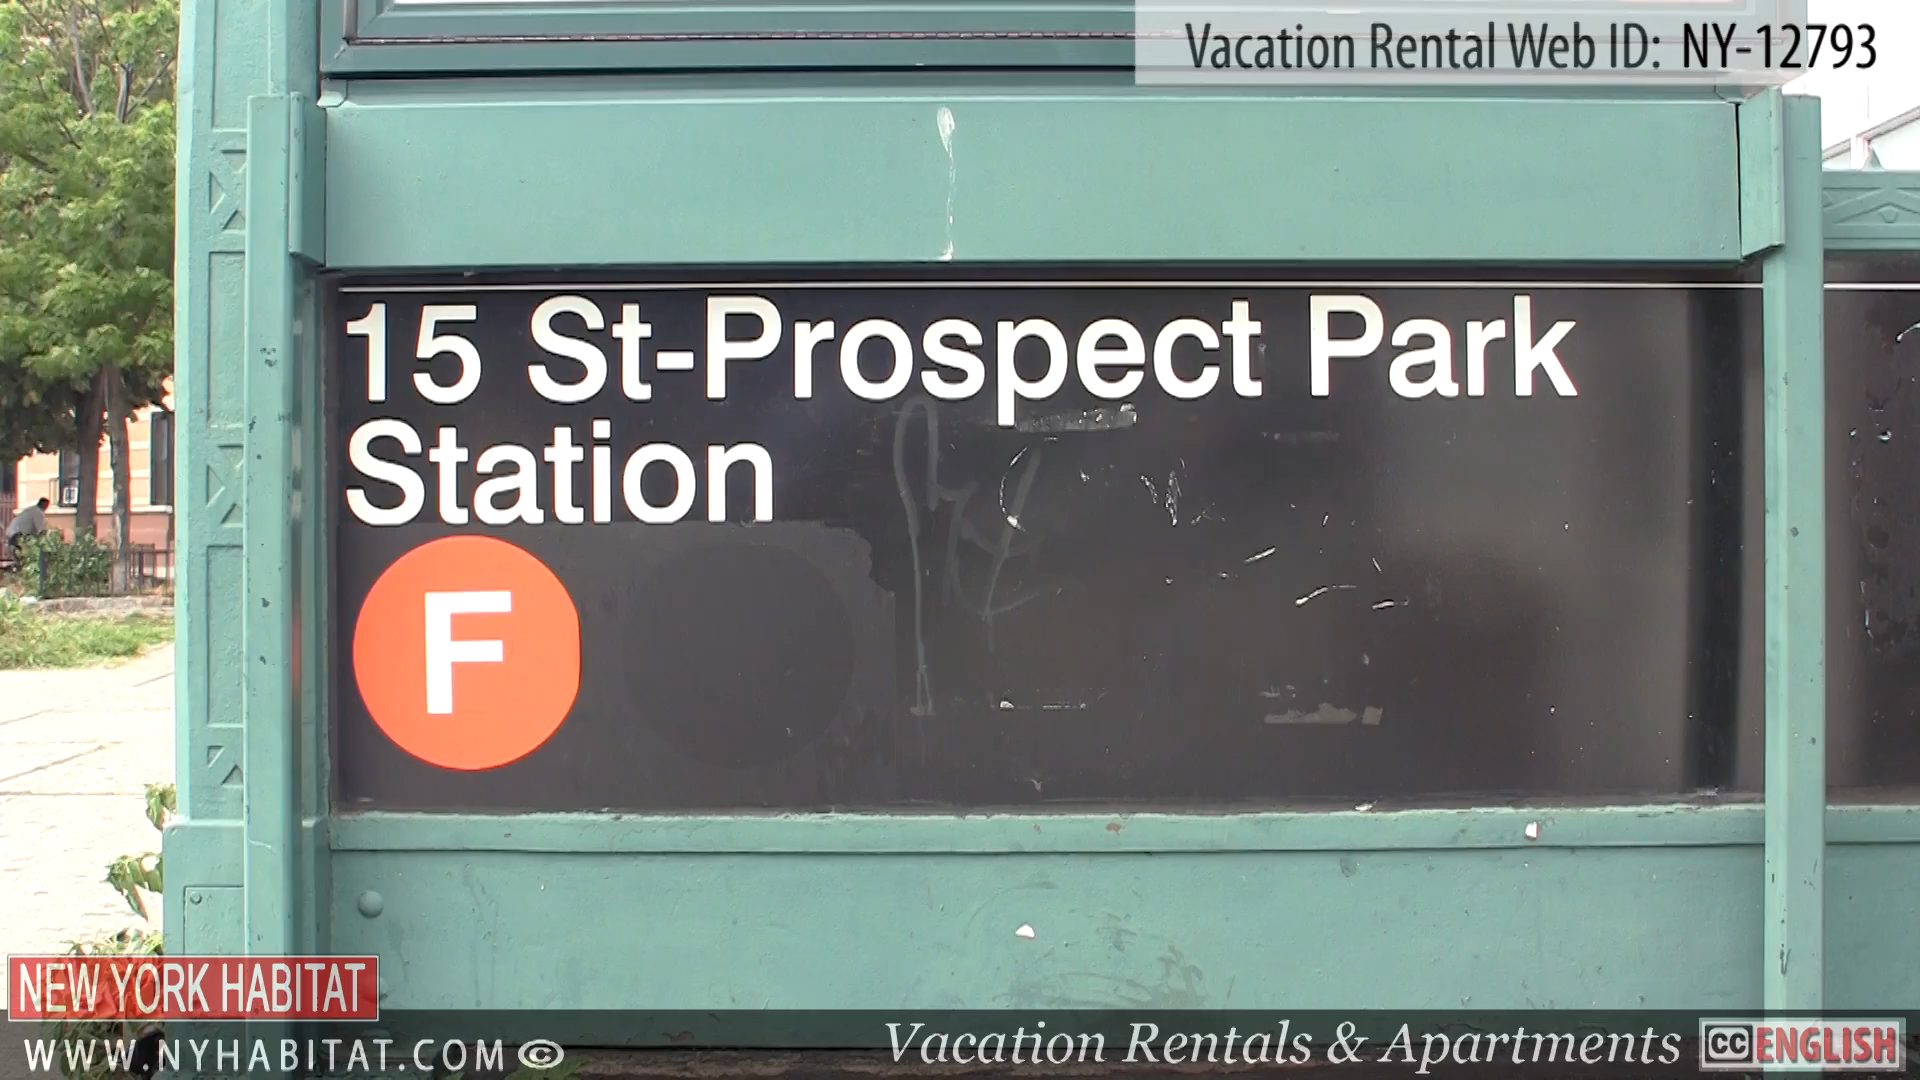 Vacation Rental Web ID: NY-12793
15 St-Prospect Park
Station
F
NEW YORK HABITAT
WWW.NYHABITAT.COM ©
Vacation Rentals & Apartments CC ENGLISH